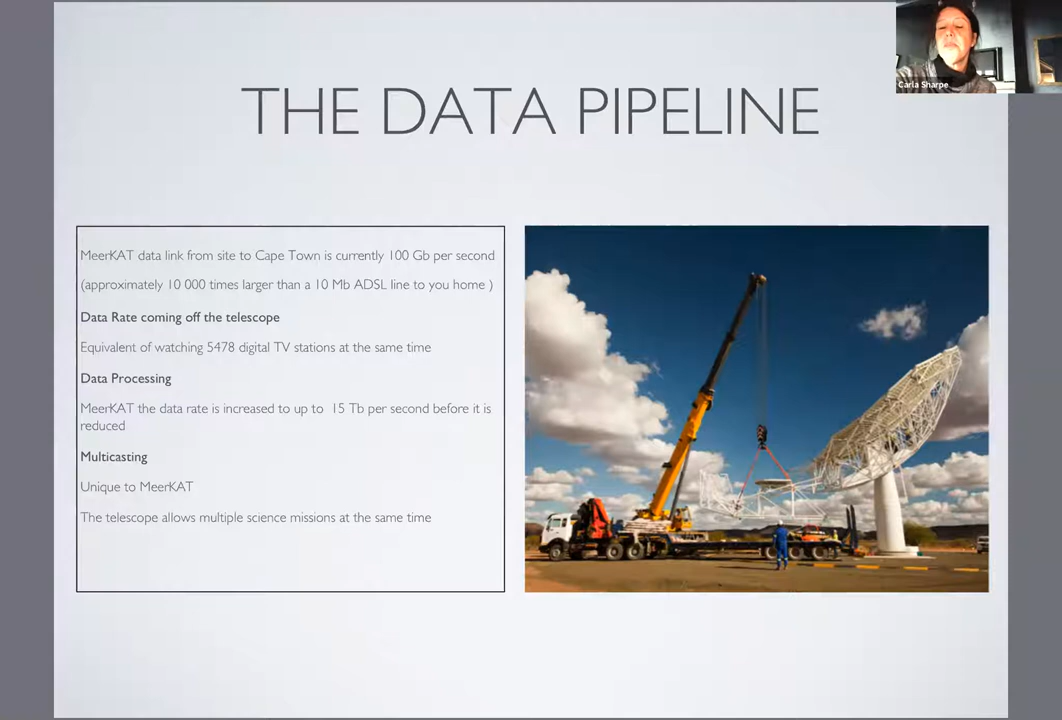 Carla Sharpe
THE DATA PIPELINE
MeerKAT data link from site to Cape Town is currently 100 Gb per second
(approximately 10 000 times larger than a 10 Mb ADSL line to you home )
Data Rate coming off the telescope
Equivalent of watching 5478 digital TV stations at the same time
Data Processing
MeerKAT the data rate is increased to up to 15 Tb per second before it is
reduced
Multicasting
Unique to MeerKAT
The telescope allows multiple science missions at the same time